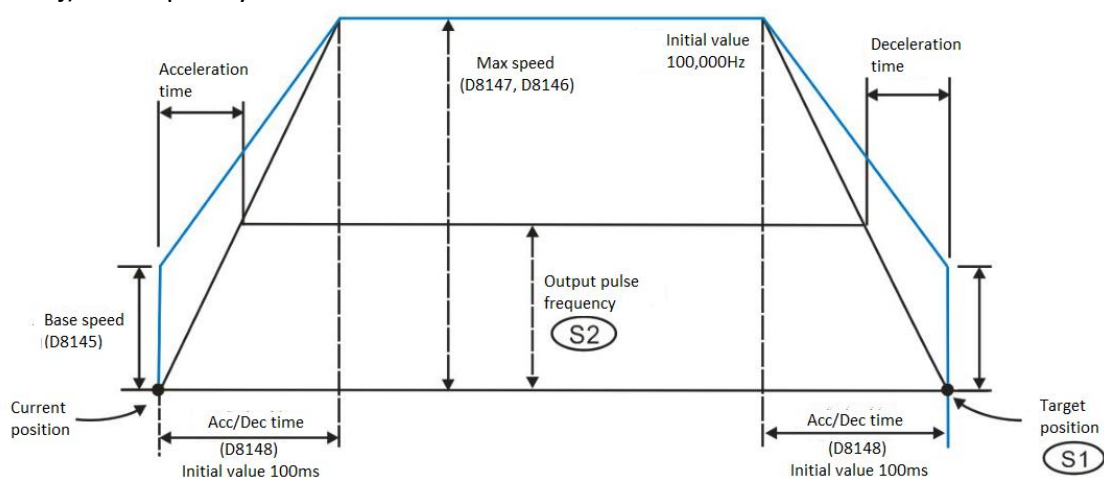 Acceleration
time
Max speed
(D8147, D8146)
Initial value
100,000Hz
Deceleration
time
Base speed
(D8145)
Output pulse
frequency
S2
Current
position
Acc/Dec time
(D8148)
Initial value 100ms
Acc/Dec time
(D8148)
Initial value 100ms
Target
position
S1